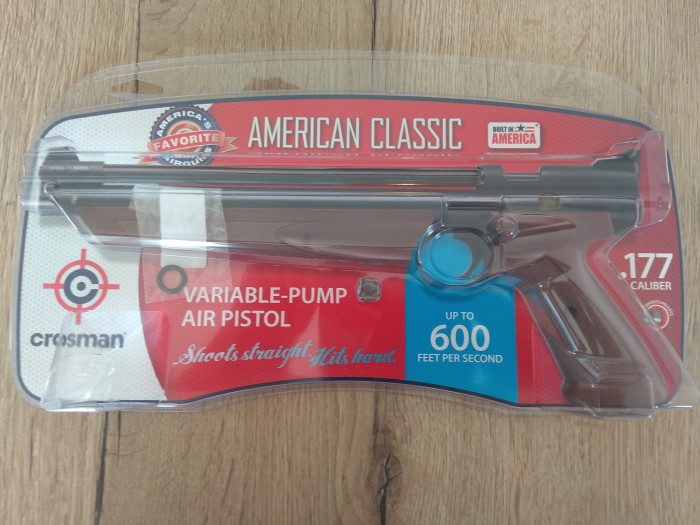 AMERICA'S
FAVORITE
AIRGUNS
AMERICAN CLASSIC
BUILT IN
AMERICA
.177
CALIBER
crosman
VARIABLE-PUMP
AIR PISTOL
Shoots straight. Hits hard.
UP TO
600
FEET PER SECOND